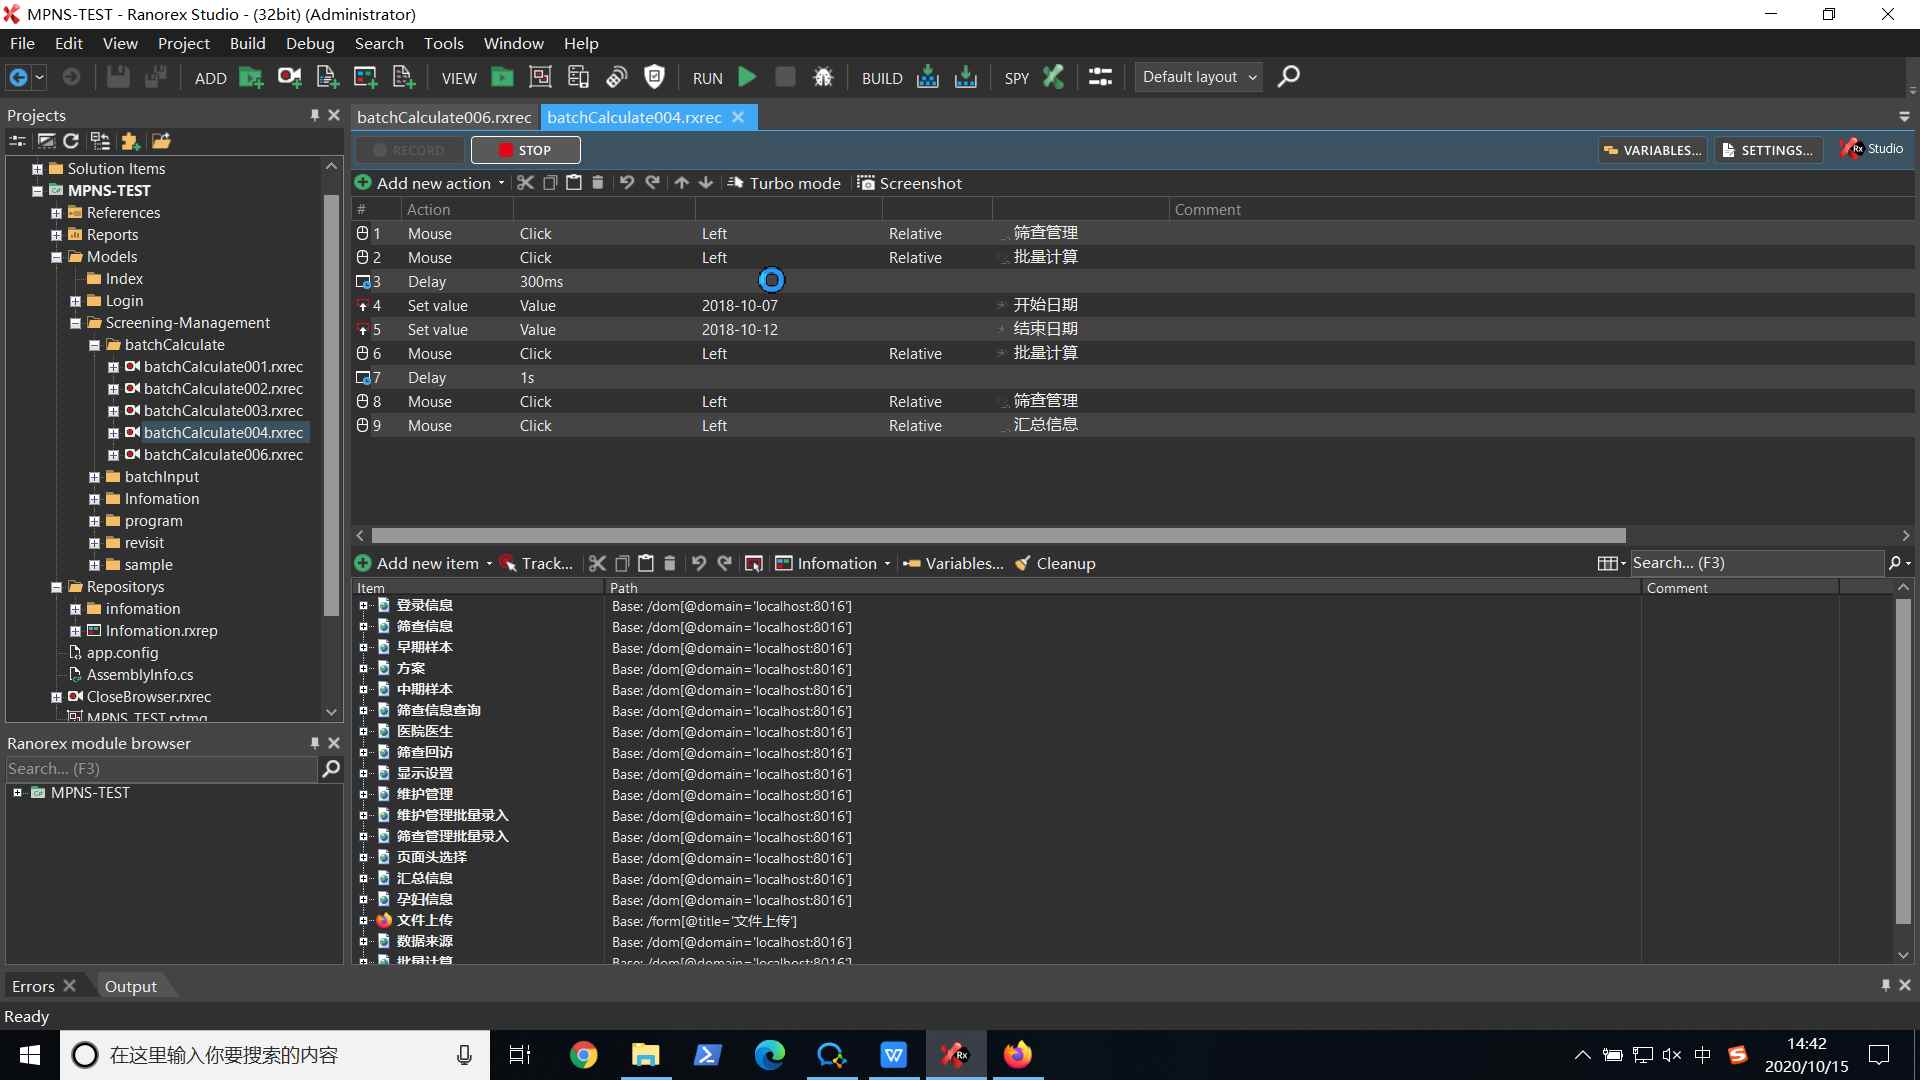 MPNS-TEST - Ranorex Studio - (32bit) (Administrator)
File Edit View Project Build Debug Search Tools Window Help
ADD VIEW RUN BUILD SPY Default layout
Projects
Solution Items
MPNS-TEST
References
Reports
Models
Index
Login
Screening-Management
batchCalculate
batchCalculate001.rxrec
batchCalculate002.rxrec
batchCalculate003.rxrec
batchCalculate004.rxrec
batchCalculate006.rxrec
batchInput
Infomation
program
revisit
sample
Repositorys
infomation
Infomation.rxrep
app.config
AssemblyInfo.cs
CloseBrowser.rxrec
MPNS_TEST.rxtmg
Ranorex module browser
Search... (F3)
MPNS-TEST
batchCalculate006.rxrec batchCalculate004.rxrec
RECORD STOP VARIABLES... SETTINGS... Rx Studio
Add new action Turbo mode Screenshot
# Action Comment
1 Mouse Click Left Relative 筛查管理
2 Mouse Click Left Relative 批量计算
3 Delay 300ms
4 Set value Value 2018-10-07 开始日期
5 Set value Value 2018-10-12 结束日期
6 Mouse Click Left Relative 批量计算
7 Delay 1s
8 Mouse Click Left Relative 筛查管理
9 Mouse Click Left Relative 汇总信息
Add new item Track... Infomation Variables... Cleanup Search... (F3)
Item Path Comment
登录信息 Base: /dom[@domain='localhost:8016']
筛查信息 Base: /dom[@domain='localhost:8016']
早期样本 Base: /dom[@domain='localhost:8016']
方案 Base: /dom[@domain='localhost:8016']
中期样本 Base: /dom[@domain='localhost:8016']
筛查信息查询 Base: /dom[@domain='localhost:8016']
医院医生 Base: /dom[@domain='localhost:8016']
筛查回访 Base: /dom[@domain='localhost:8016']
显示设置 Base: /dom[@domain='localhost:8016']
维护管理 Base: /dom[@domain='localhost:8016']
维护管理批量录入 Base: /dom[@domain='localhost:8016']
筛查管理批量录入 Base: /dom[@domain='localhost:8016']
页面头选择 Base: /dom[@domain='localhost:8016']
汇总信息 Base: /dom[@domain='localhost:8016']
孕妇信息 Base: /dom[@domain='localhost:8016']
文件上传 Base: /form[@title='文件上传']
数据来源 Base: /dom[@domain='localhost:8016']
批量计算 Base: /dom[@domain='localhost:8016']
Errors Output
Ready
在这里输入你要搜索的内容
Rx
中
14:42
2020/10/15